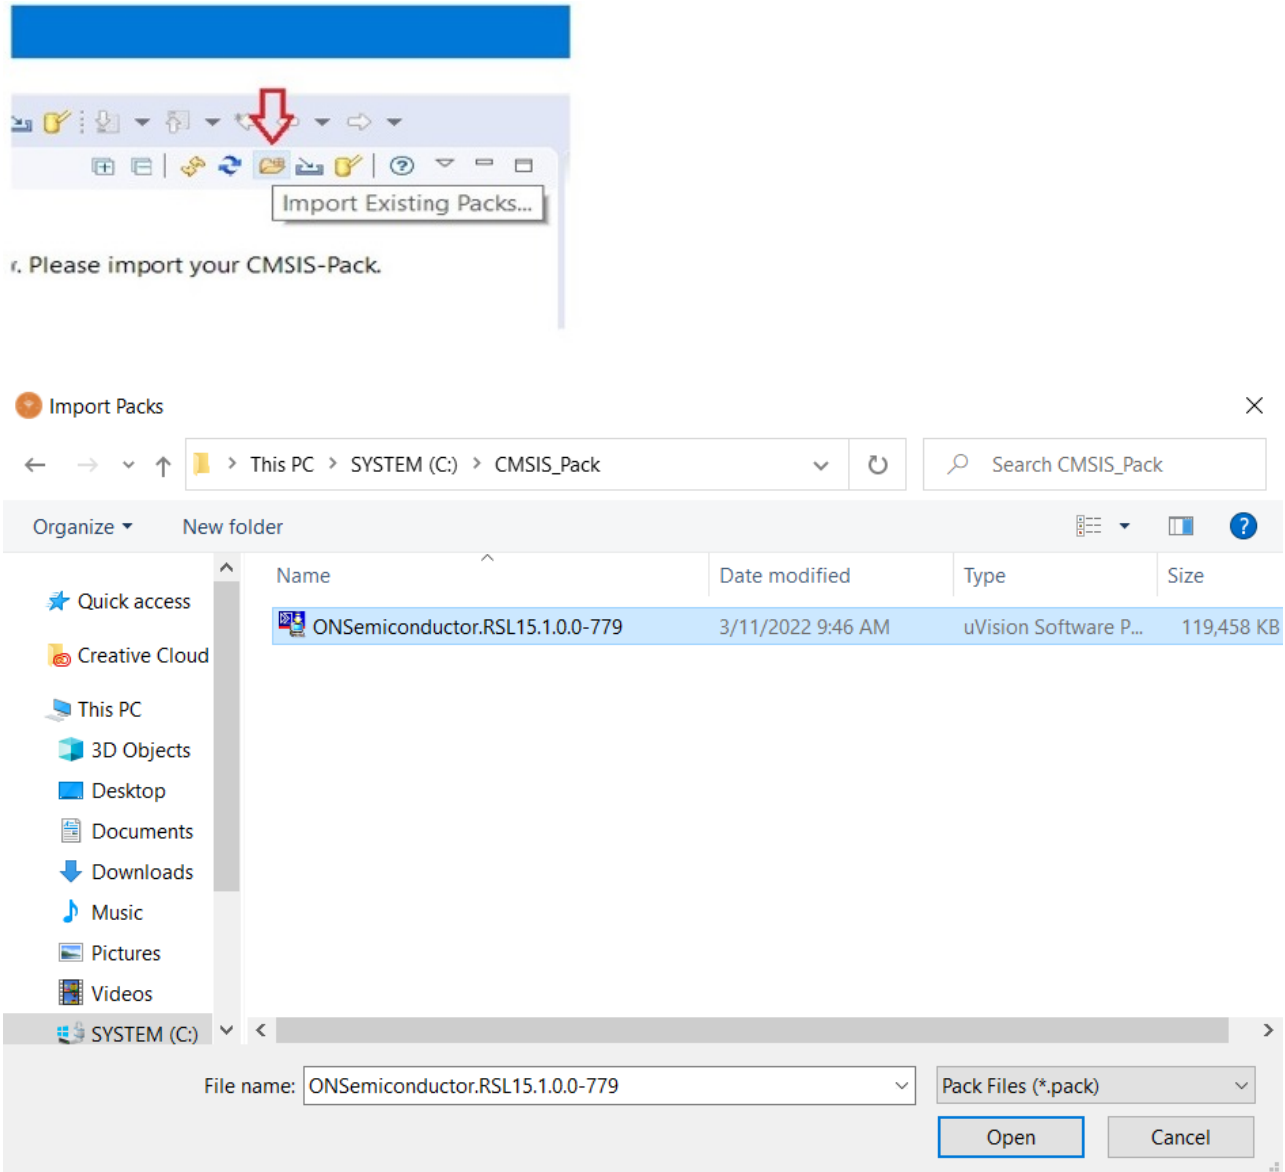 Import Existing Packs...
r. Please import your CMSIS-Pack.
Import Packs
This PC > SYSTEM (C:) > CMSIS_Pack
Search CMSIS_Pack
Organize
New folder
?
Name
Date modified
Type
Size
Quick access
ONSemiconductor.RSL15.1.0.0-779
3/11/2022 9:46 AM
uVision Software P...
119,458 KB
Creative Cloud
This PC
3D Objects
Desktop
Documents
Downloads
Music
Pictures
Videos
SYSTEM (C:)
File name: ONSemiconductor.RSL15.1.0.0-779
Pack Files (*.pack)
Open
Cancel